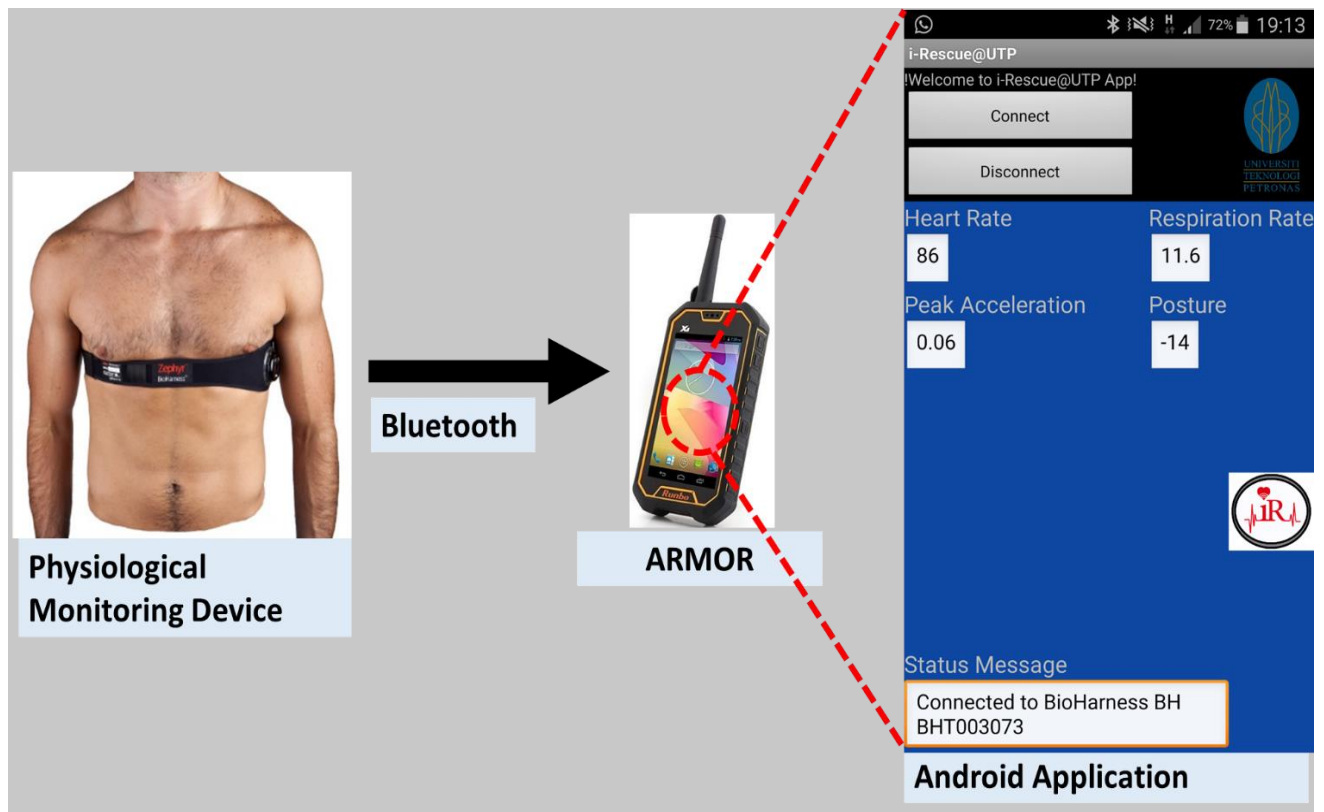 Zephyr
BioHarness
Physiological
Monitoring Device
Bluetooth
Runbo
ARMOR
72% 19:13
i-Rescue@UTP
!Welcome to i-Rescue@UTP App!
Connect
Disconnect
UNIVERSITI
TEKNOLOGI
PETRONAS
Heart Rate
Respiration Rate
86
11.6
Peak Acceleration
Posture
0.06
-14
iR
Status Message
Connected to BioHarness BH
BHT003073
Android Application